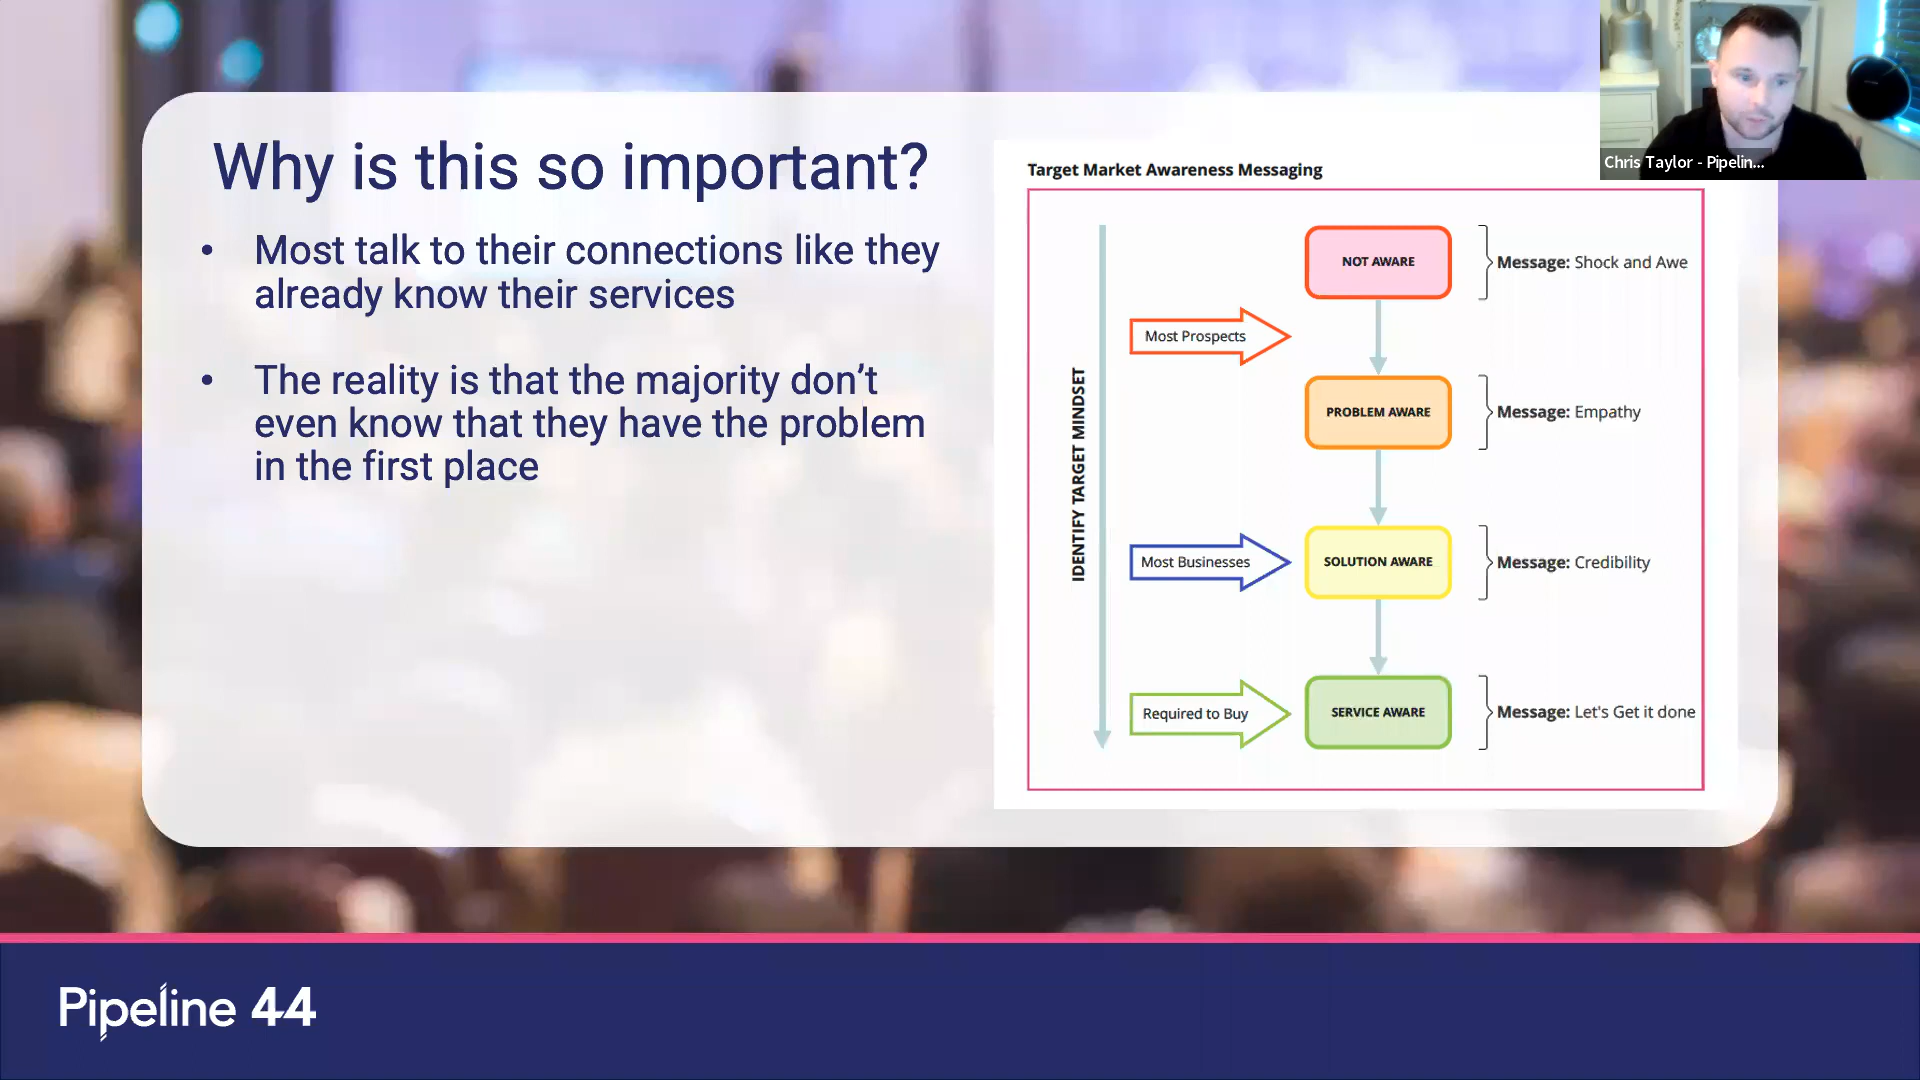 Why is this so important?
• Most talk to their connections like they
already know their services
• The reality is that the majority don’t
even know that they have the problem
in the first place
Target Market Awareness Messaging
IDENTIFY TARGET MINDSET
NOT AWARE
Message: Shock and Awe
Most Prospects
PROBLEM AWARE
Message: Empathy
Most Businesses
SOLUTION AWARE
Message: Credibility
Required to Buy
SERVICE AWARE
Message: Let's Get it done
Chris Taylor - Pipelin...
Pipeline 44